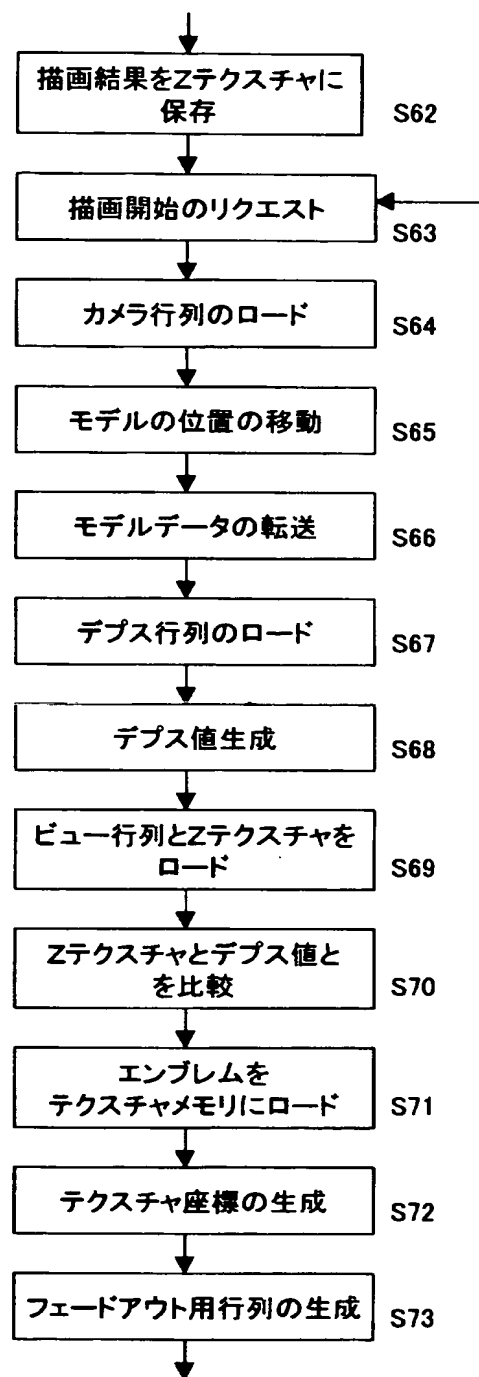 描画結果をZテクスチャに
保存
S62
描画開始のリクエスト
S63
カメラ行列のロード
S64
モデルの位置の移動
S65
モデルデータの転送
S66
デプス行列のロード
S67
デプス値生成
S68
ビュー行列とZテクスチャを
ロード
S69
Zテクスチャとデプス値と
を比較
S70
エンブレムを
テクスチャメモリにロード
S71
テクスチャ座標の生成
S72
フェードアウト用行列の生成
S73